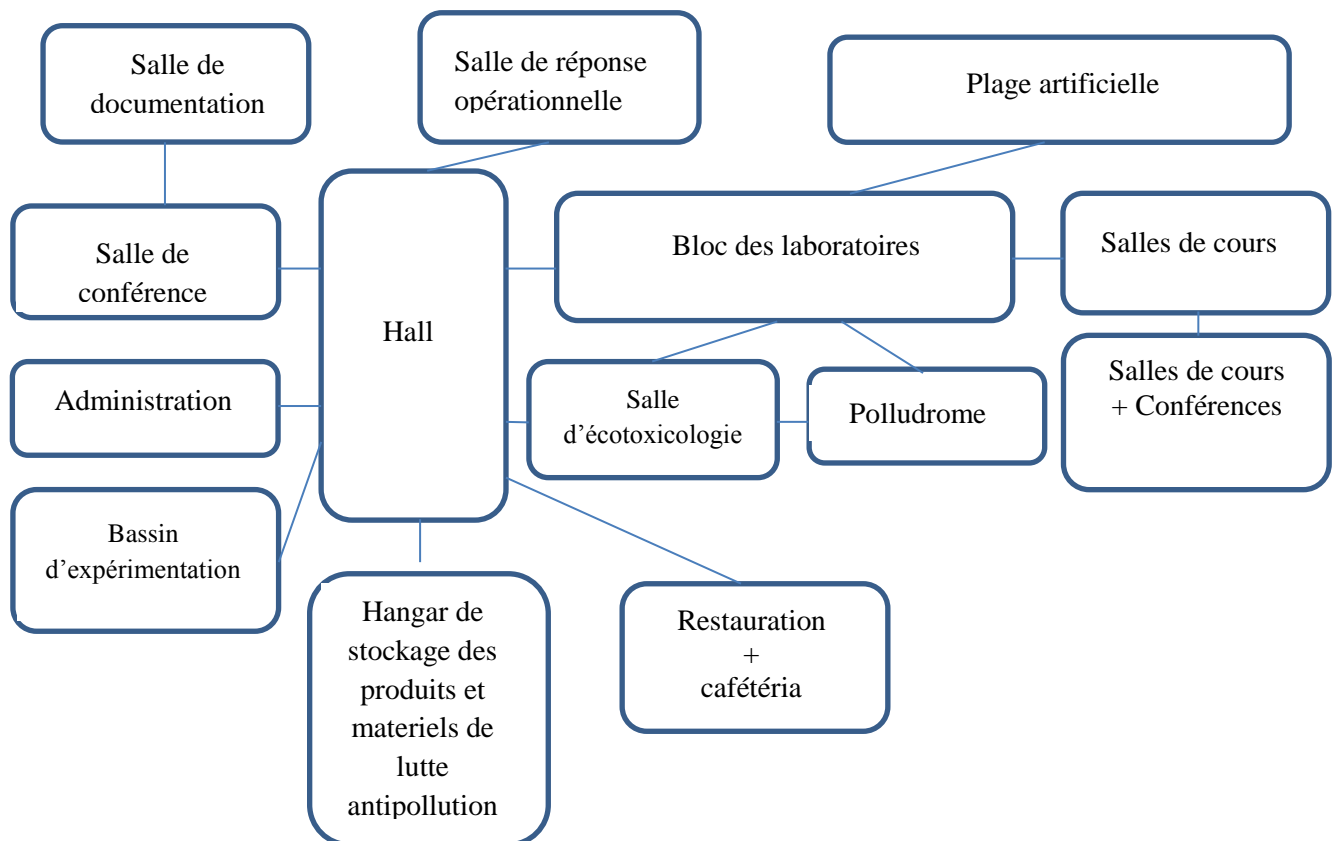 Salle de
documentation
Salle de réponse
opérationnelle
Plage artificielle
Salle de
conférence
Hall
Bloc des laboratoires
Salles de cours
Administration
Salle
d’écotoxicologie
Polludrome
Salles de cours
+ Conférences
Bassin
d’expérimentation
Hangar de
stockage des
produits et
materiels de
lutte
antipollution
Restauration
+
cafétéria